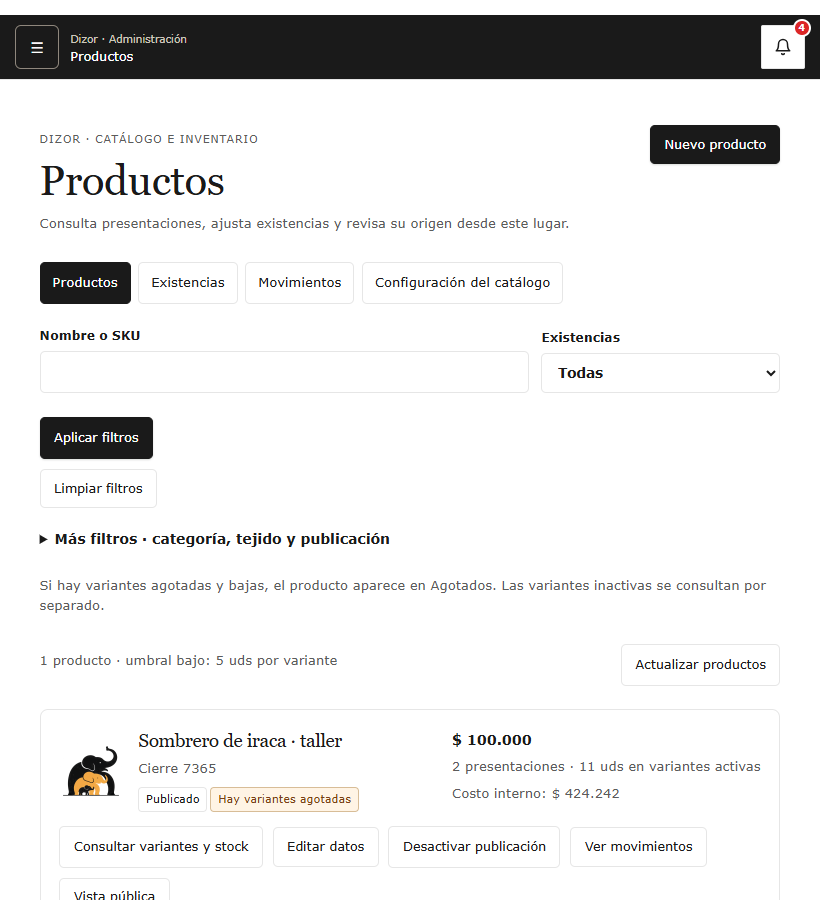 ☰
Dizor · Administración
Productos
4
DIZOR · CATÁLOGO E INVENTARIO
Nuevo producto
Productos
Consulta presentaciones, ajusta existencias y revisa su origen desde este lugar.
Productos
Existencias
Movimientos
Configuración del catálogo
Nombre o SKU
Existencias
Todas
Aplicar filtros
Limpiar filtros
▶ Más filtros · categoría, tejido y publicación
Si hay variantes agotadas y bajas, el producto aparece en Agotados. Las variantes inactivas se consultan por
separado.
1 producto · umbral bajo: 5 uds por variante
Actualizar productos
Sombrero de iraca · taller
Cierre 7365
Publicado
Hay variantes agotadas
$ 100.000
2 presentaciones · 11 uds en variantes activas
Costo interno: $ 424.242
Consultar variantes y stock
Editar datos
Desactivar publicación
Ver movimientos
Vista pública